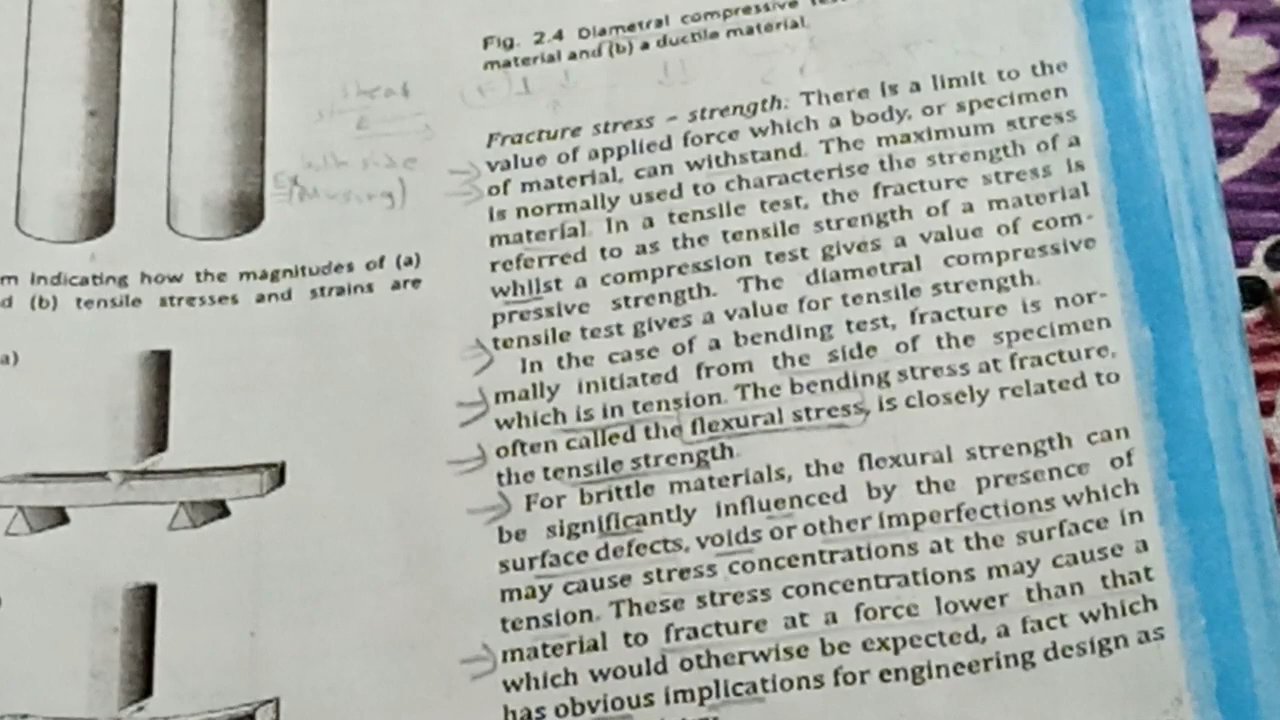 m indicating how the magnitudes of (a)
d (b) tensile stresses and strains are
a)
Fig. 2.4 Diametral compressive
material and (b) a ductile material.
Fracture stress – strength: There is a limit to the
value of applied force which a body, or specimen
of material, can withstand. The maximum stress
is normally used to characterise the strength of a
material. In a tensile test, the fracture stress is
referred to as the tensile strength of a material
whilst a compression test gives a value of com-
pressive strength. The diametral compressive
tensile test gives a value for tensile strength.
In the case of a bending test, fracture is nor-
mally initiated from the side of the specimen
which is in tension. The bending stress at fracture,
often called the flexural stress, is closely related to
the tensile strength.
For brittle materials, the flexural strength can
be significantly influenced by the presence of
surface defects, voids or other imperfections which
may cause stress concentrations at the surface in
tension. These stress concentrations may cause a
material to fracture at a force lower than that
which would otherwise be expected, a fact which
has obvious implications for engineering design as